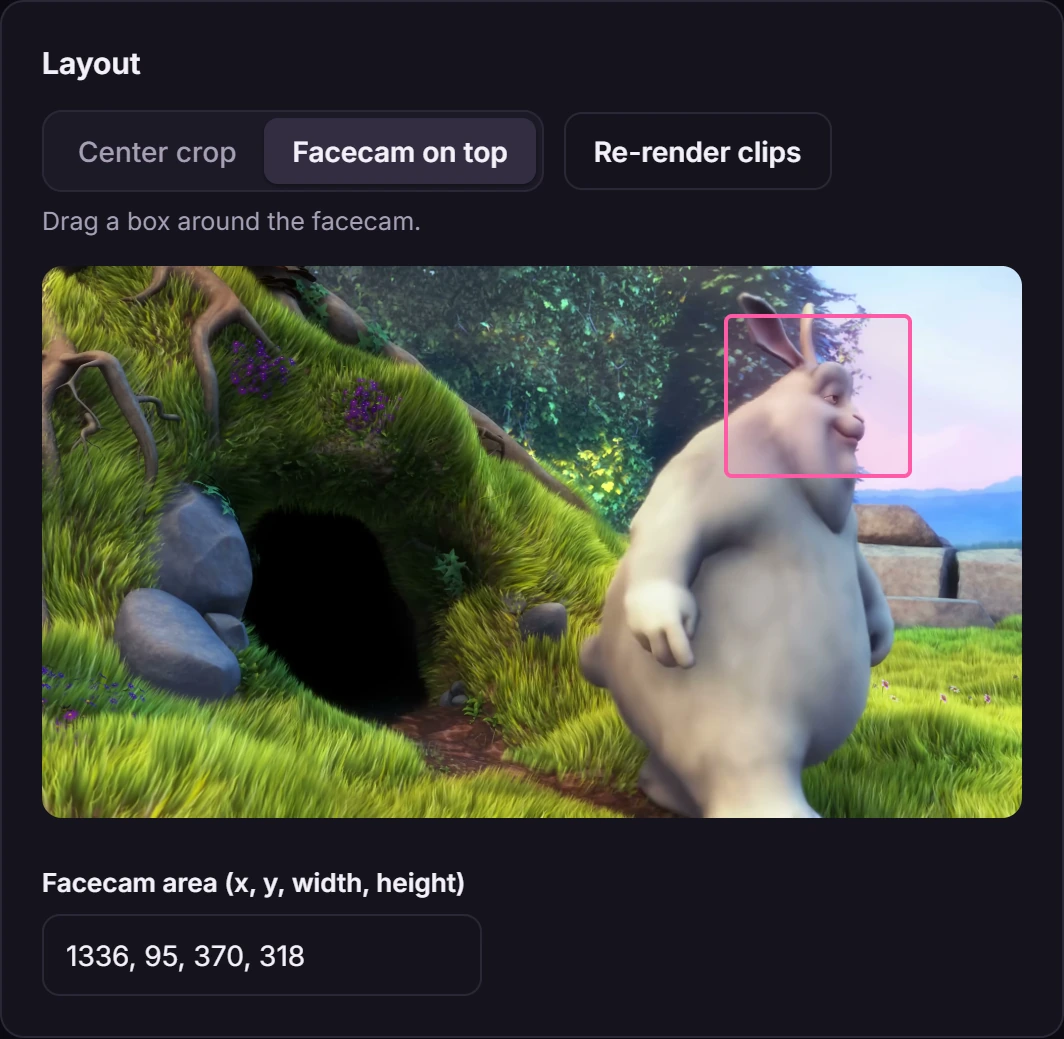 Layout
Center crop
Facecam on top
Re-render clips
Drag a box around the facecam.
Facecam area (x, y, width, height)
1336, 95, 370, 318